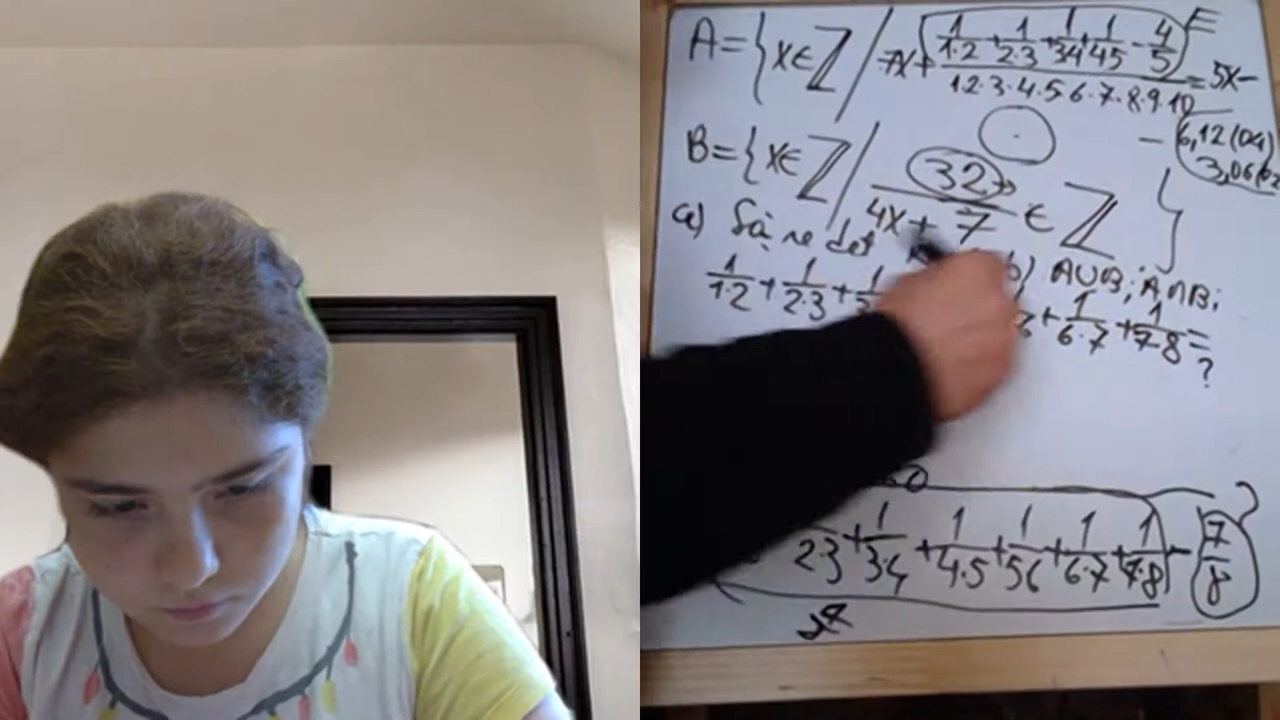 A = { x ∈ ℤ / -7x + (1/1·2 + 1/2·3 + 1/3·4 + 1/4·5 - 4/5) / 1·2·3·4·5·6·7·8·9·10 = 5x -
- 6,12(04)
3,06(02
B = { x ∈ ℤ / 32 / 4x + 7 ∈ ℤ }
a) Să se det b) A∪B; A∩B;
1/1·2 + 1/2·3 + 1/ + 1/6·7 + 1/7·8 =
?
0
2·3 + 1/3·4 + 1/4·5 + 1/5·6 + 1/6·7 + 1/7·8 - 7/8